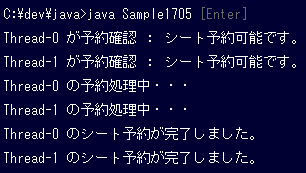 C:¥dev¥java>java Sample1705 [Enter]
Thread-0 が予約確認 : シート予約可能です。
Thread-1 が予約確認 : シート予約可能です。
Thread-0 の予約処理中・・・
Thread-1 の予約処理中・・・
Thread-0 のシート予約が完了しました。
Thread-1 のシート予約が完了しました。